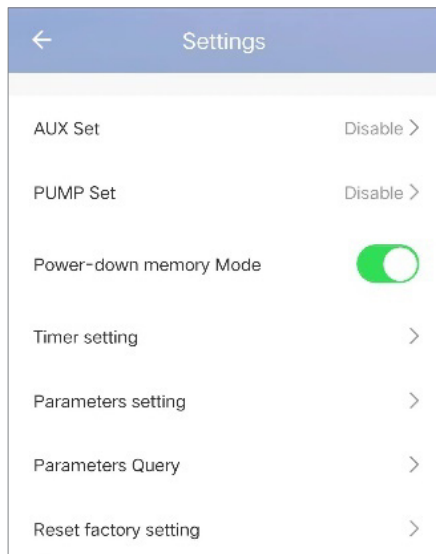 Settings
AUX Set Disable
PUMP Set Disable
Power-down memory Mode
Timer setting
Parameters setting
Parameters Query
Reset factory setting